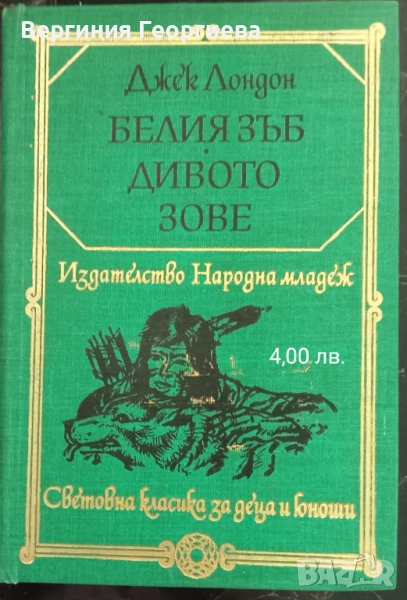 Вергиния Георгиева
Джек Лондон
БЕЛИЯ ЗЪБ
·
ДИВОТО
ЗОВЕ
Издателство Народна младеж
4,00 лв.
Световна класика за деца и юноши
BAZAR